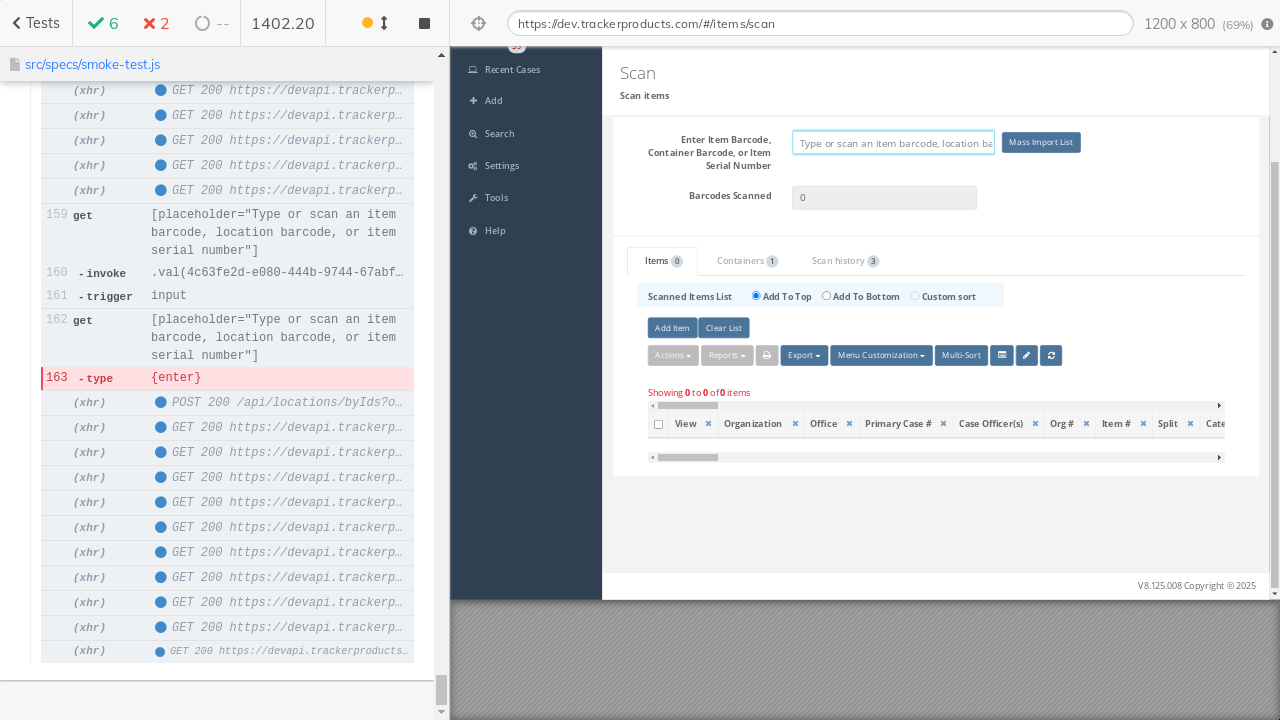 Tests
6
2
--
1402.20
https://dev.trackerproducts.com/#/items/scan
1200 x 800 (69%)
src/specs/smoke-test.js
(xhr) GET 200 https://devapi.trackerp…
(xhr) GET 200 https://devapi.trackerp…
(xhr) GET 200 https://devapi.trackerp…
(xhr) GET 200 https://devapi.trackerp…
(xhr) GET 200 https://devapi.trackerp…
159 get [placeholder="Type or scan an item
barcode, location barcode, or item
serial number"]
160 -invoke .val(4c63fe2d-e080-444b-9744-67abf…
161 -trigger input
162 get [placeholder="Type or scan an item
barcode, location barcode, or item
serial number"]
163 -type {enter}
(xhr) POST 200 /api/locations/byIds?o…
(xhr) GET 200 https://devapi.trackerp…
(xhr) GET 200 https://devapi.trackerp…
(xhr) GET 200 https://devapi.trackerp…
(xhr) GET 200 https://devapi.trackerp…
(xhr) GET 200 https://devapi.trackerp…
(xhr) GET 200 https://devapi.trackerp…
(xhr) GET 200 https://devapi.trackerp…
(xhr) GET 200 https://devapi.trackerp…
(xhr) GET 200 https://devapi.trackerp…
(xhr) GET 200 https://devapi.trackerproducts…
Recent Cases
Add
Search
Settings
Tools
Help
Scan
Scan items
Enter Item Barcode,
Container Barcode, or Item
Serial Number
Type or scan an item barcode, location ba
Mass Import List
Barcodes Scanned
0
Items 0
Containers 1
Scan history 3
Scanned Items List
Add To Top
Add To Bottom
Custom sort
Add Item
Clear List
Actions
Reports
Export
Menu Customization
Multi-Sort
Showing 0 to 0 of 0 items
View
Organization
Office
Primary Case #
Case Officer(s)
Org #
Item #
Split
Cate
V8.125.008 Copyright © 2025